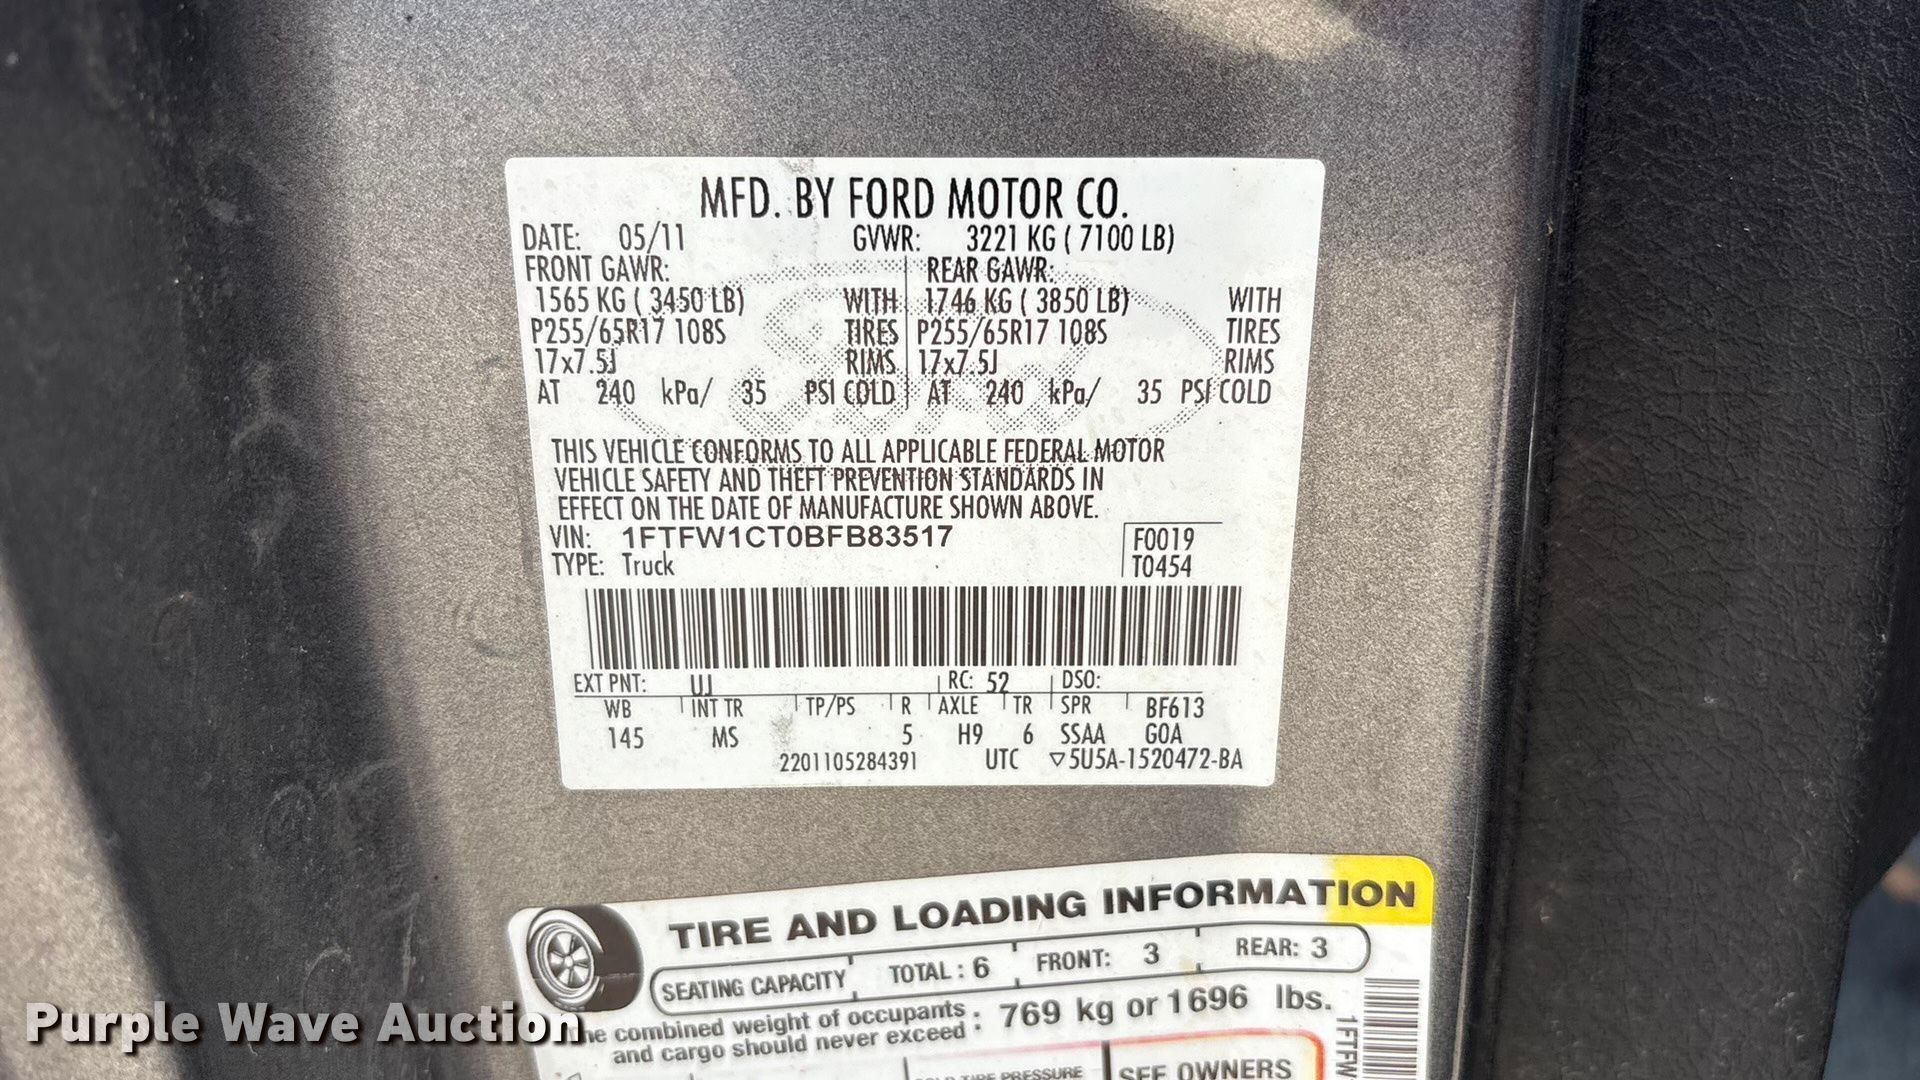 MFD. BY FORD MOTOR CO.
DATE: 05/11 GVWR: 3221 KG ( 7100 LB)
FRONT GAWR: REAR GAWR:
1565 KG ( 3450 LB) WITH 1746 KG ( 3850 LB) WITH
P255/65R17 108S TIRES P255/65R17 108S TIRES
17x7.5J RIMS 17x7.5J RIMS
AT 240 kPa/ 35 PSI COLD AT 240 kPa/ 35 PSI COLD
THIS VEHICLE CONFORMS TO ALL APPLICABLE FEDERAL MOTOR
VEHICLE SAFETY AND THEFT PREVENTION STANDARDS IN
EFFECT ON THE DATE OF MANUFACTURE SHOWN ABOVE.
VIN: 1FTFW1CT0BFB83517 F0019
TYPE: Truck T0454
EXT PNT: UJ RC: 52 DSO:
WB INT TR TP/PS R AXLE TR SPR BF613
145 MS 5 H9 6 SSAA GOA
2201105284391 UTC ▽5U5A-1520472-BA
TIRE AND LOADING INFORMATION
SEATING CAPACITY TOTAL : 6 FRONT: 3 REAR: 3
combined weight of occupants
and cargo should never exceed : 769 kg or 1696 lbs.
TIRE PRESSURE SEE OWNERS
1FTFW
Purple Wave Auction